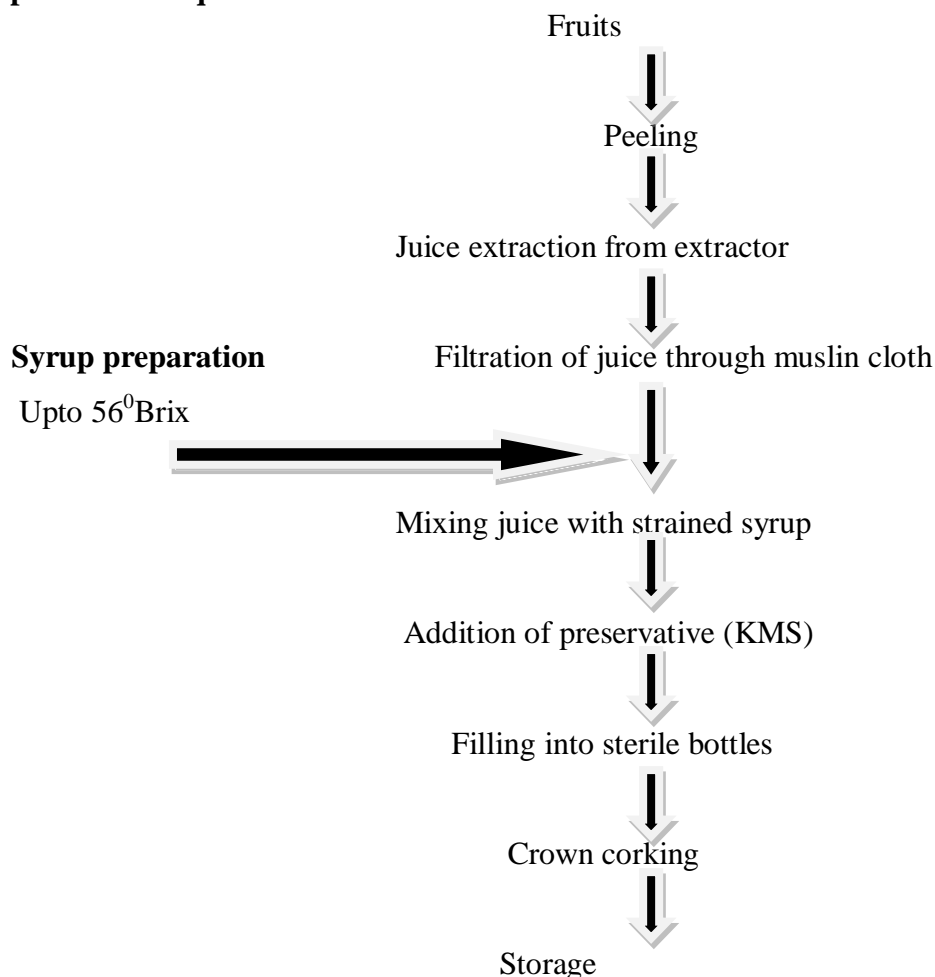 Fruits
Peeling
Juice extraction from extractor
Syrup preparation
Filtration of juice through muslin cloth
Upto 56⁰Brix
Mixing juice with strained syrup
Addition of preservative (KMS)
Filling into sterile bottles
Crown corking
Storage